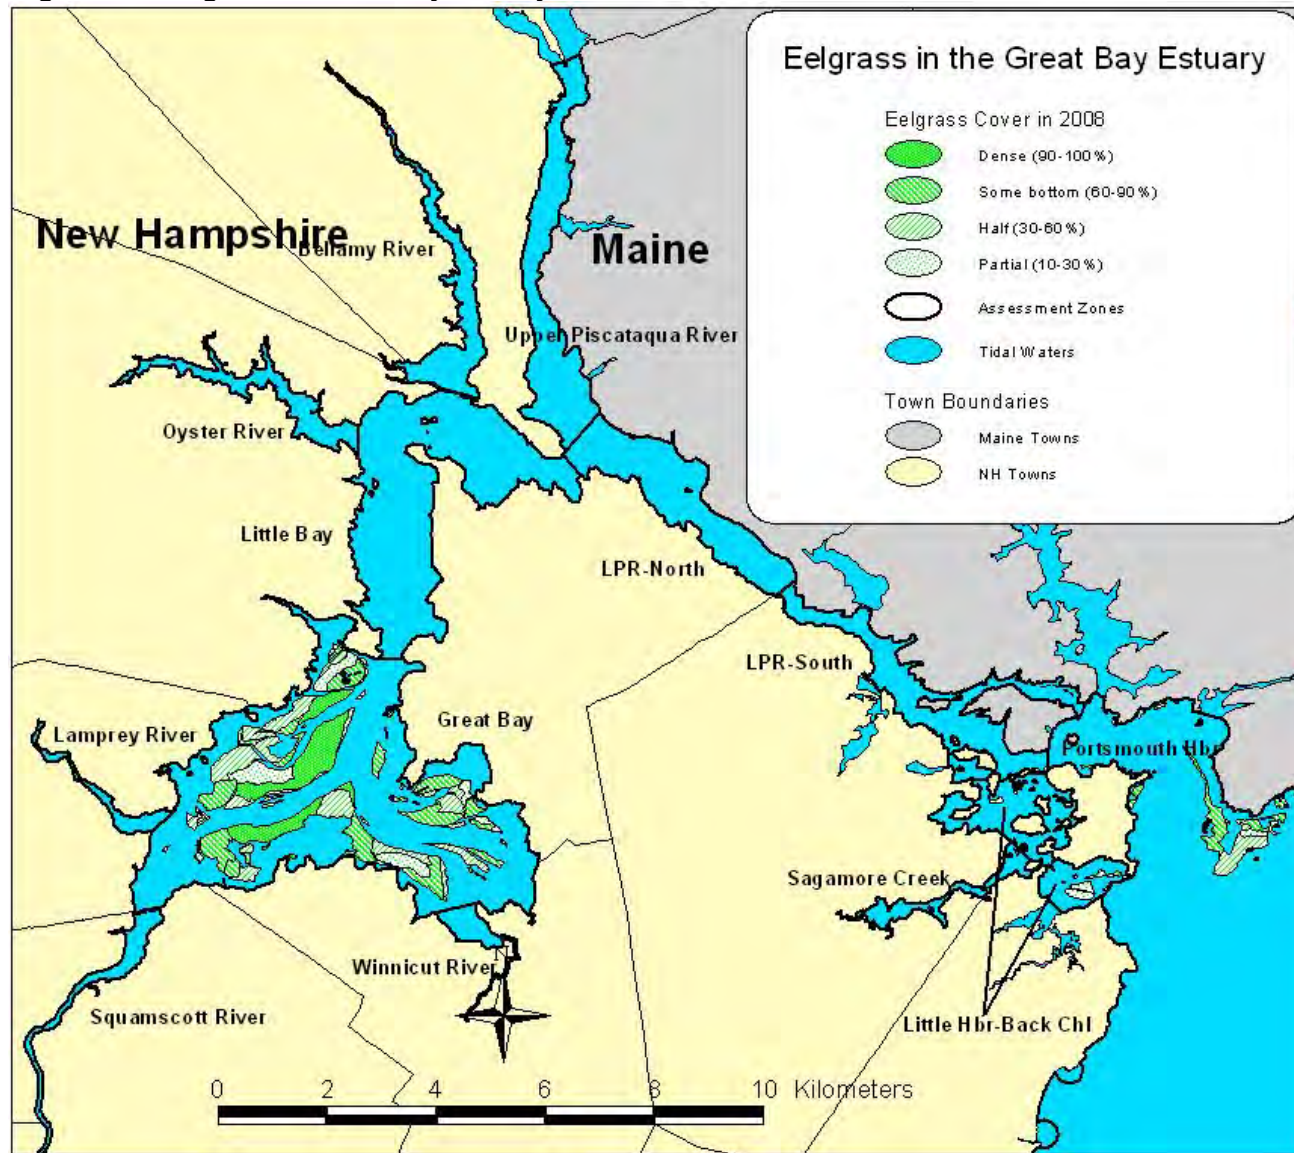 Eelgrass in the Great Bay Estuary
Eelgrass Cover in 2008
Dense (90-100%)
Some bottom (60-90%)
Half (30-60%)
Partial (10-30%)
Assessment Zones
Tidal Waters
Town Boundaries
Maine Towns
NH Towns
New Hampshire
Maine
Bellamy River
Upper Piscataqua River
Oyster River
Little Bay
LPR-North
LPR-South
Great Bay
Lamprey River
Portsmouth Hbr
Sagamore Creek
Winnicut River
N
Squamscott River
Little Hbr-Back Chl
0 2 4 6 8 10 Kilometers